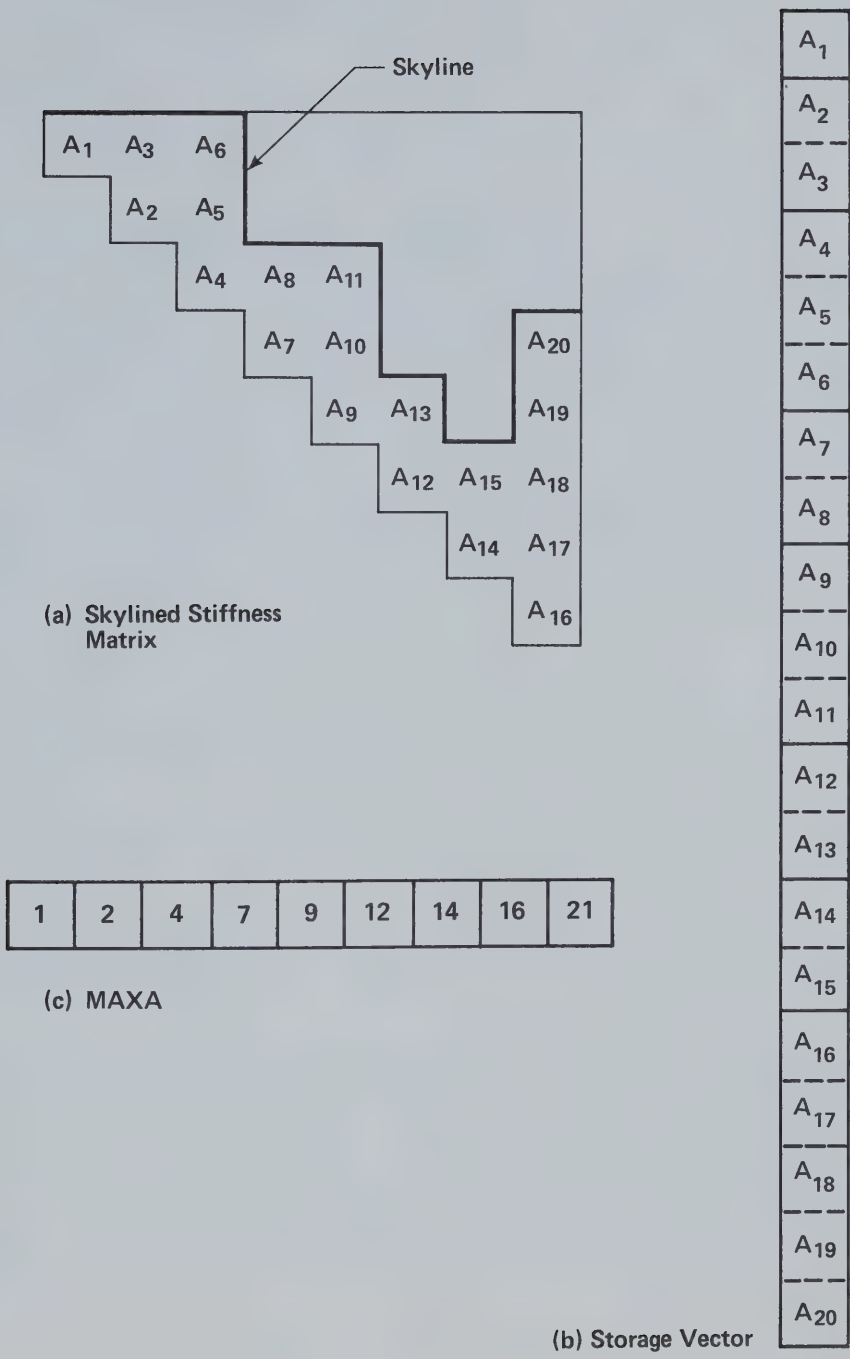 Skyline
A1 A3 A6
A2 A5
A4 A8 A11
A7 A10 A20
A9 A13 A19
A12 A15 A18
A14 A17
A16
(a) Skylined Stiffness
Matrix
1 2 4 7 9 12 14 16 21
(c) MAXA
A1
A2
A3
A4
A5
A6
A7
A8
A9
A10
A11
A12
A13
A14
A15
A16
A17
A18
A19
A20
(b) Storage Vector